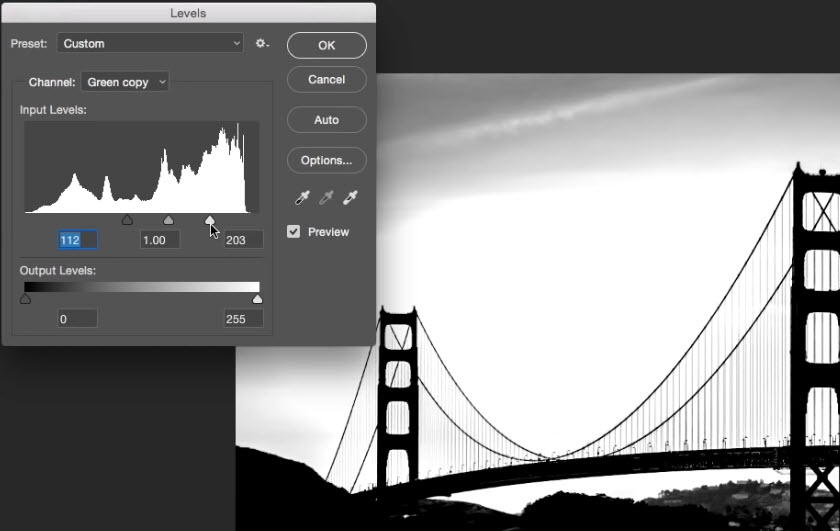 Levels
Preset: Custom
OK
Cancel
Channel: Green copy
Input Levels:
Auto
Options...
112 1.00 203
Preview
Output Levels:
0 255